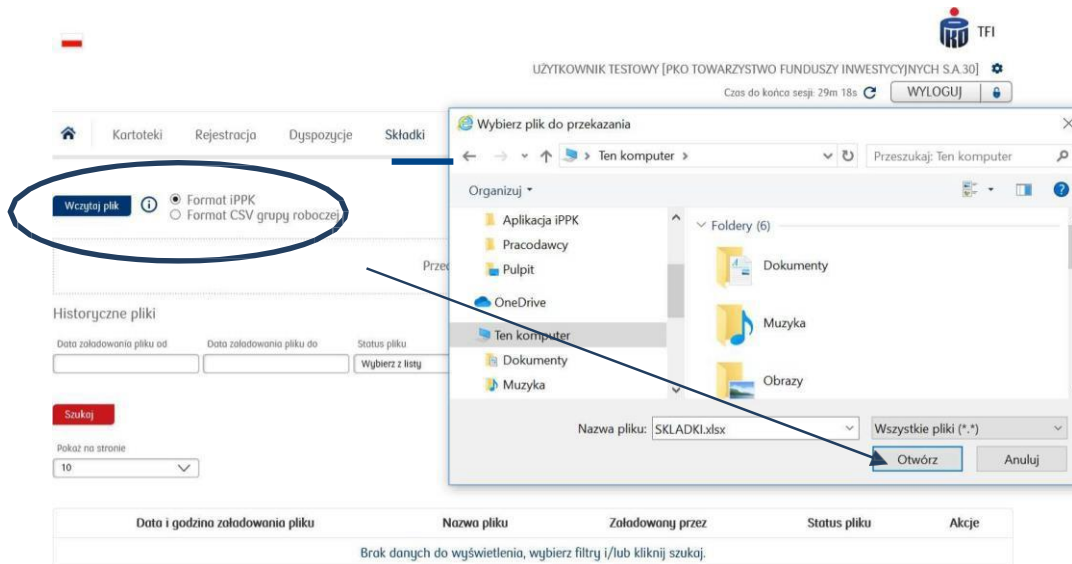 PKO TFI
UŻYTKOWNIK TESTOWY [PKO TOWARZYSTWO FUNDUSZY INWESTYCYJNYCH S.A.30]
Czas do końca sesji: 29m 18s WYLOGUJ
Kartoteki Rejestracja Dyspozycje Składki
Wczytaj plik Format iPPK
Format CSV grupy roboczej
Historyczne pliki
Data załadowania pliku od Data załadowania pliku do Status pliku
Wybierz z listy
Szukaj
Pokaż na stronie
10
Wybierz plik do przekazania
Ten komputer Przeszukaj: Ten komputer
Organizuj
Aplikacja iPPK
Pracodawcy
Pulpit
OneDrive
Ten komputer
Dokumenty
Muzyka
Foldery (6)
Dokumenty
Muzyka
Obrazy
Nazwa pliku: SKLADKI.xlsx Wszystkie pliki (*.*)
Otwórz Anuluj
Data i godzina załadowania pliku Nazwa pliku Załadowany przez Status pliku Akcje
Brak danych do wyświetlenia, wybierz filtry i/lub kliknij szukaj.